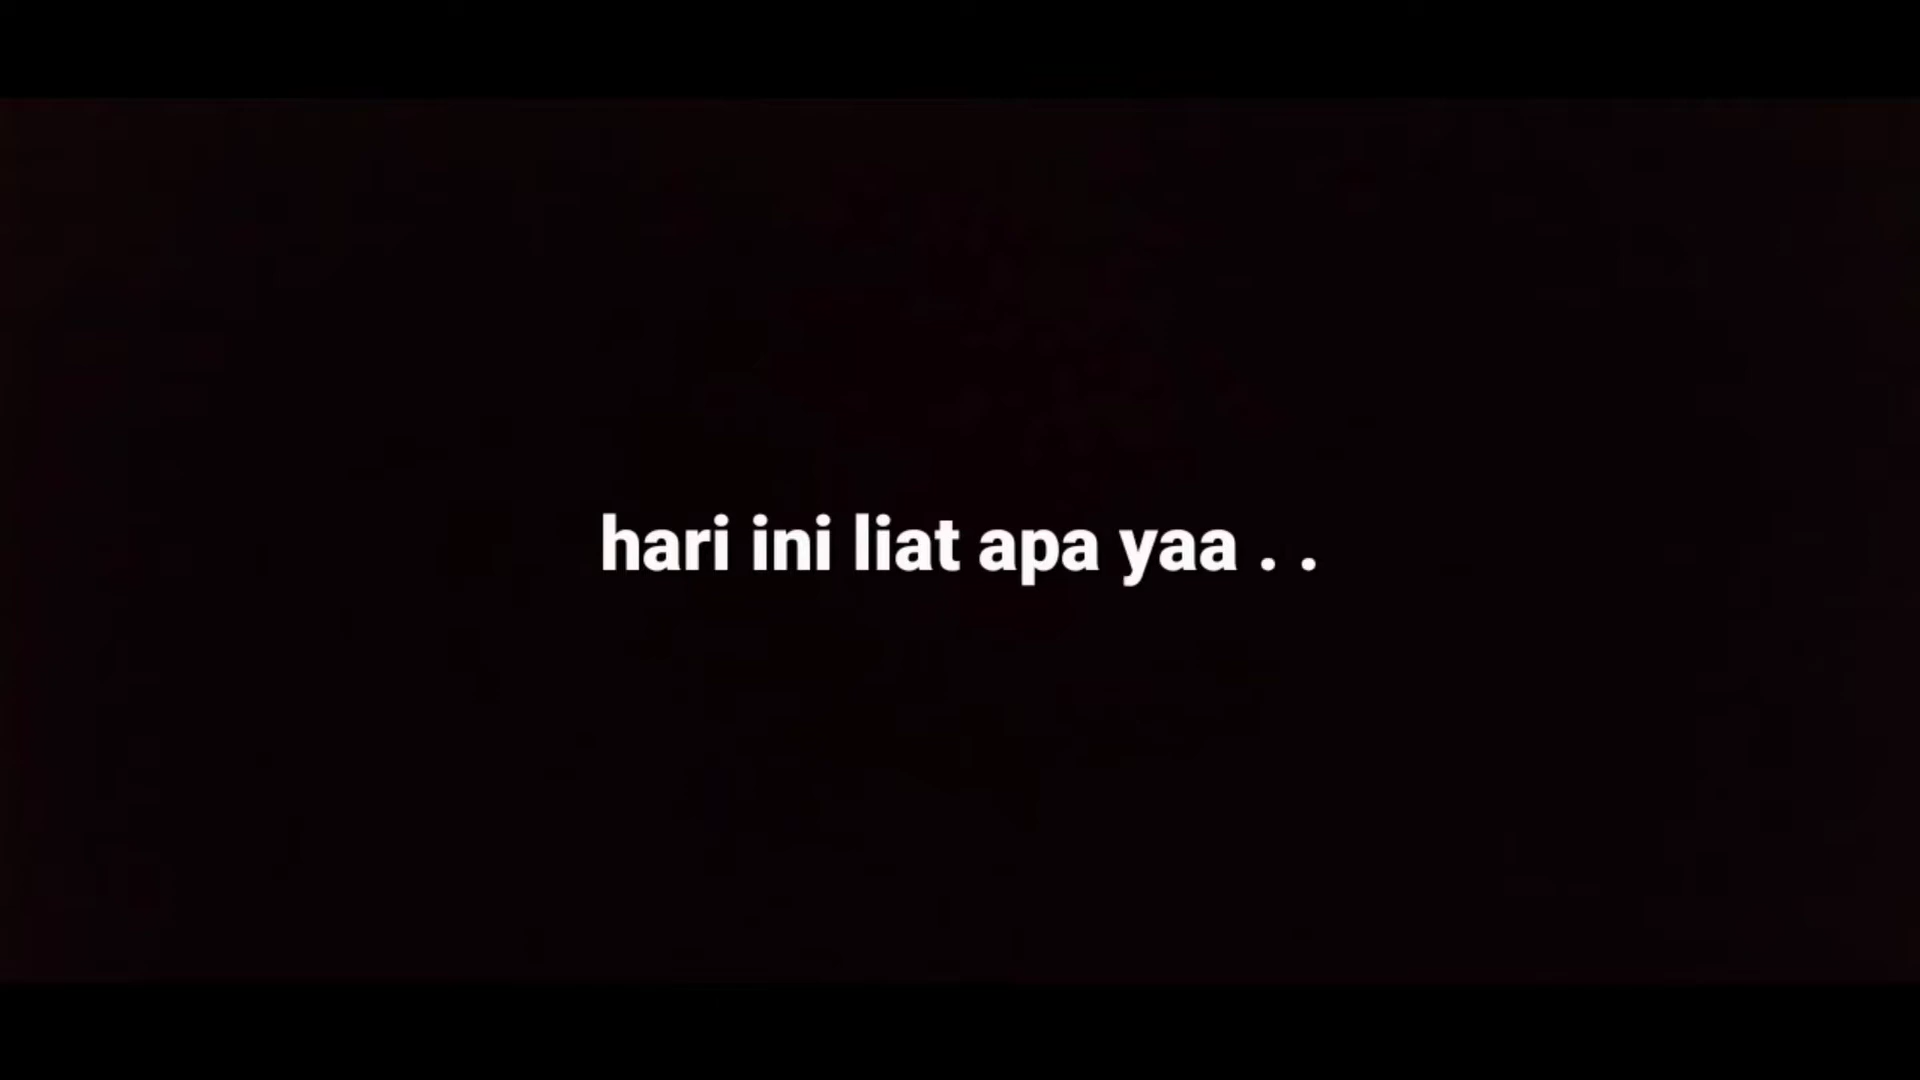 hari ini liat apa yaa . .